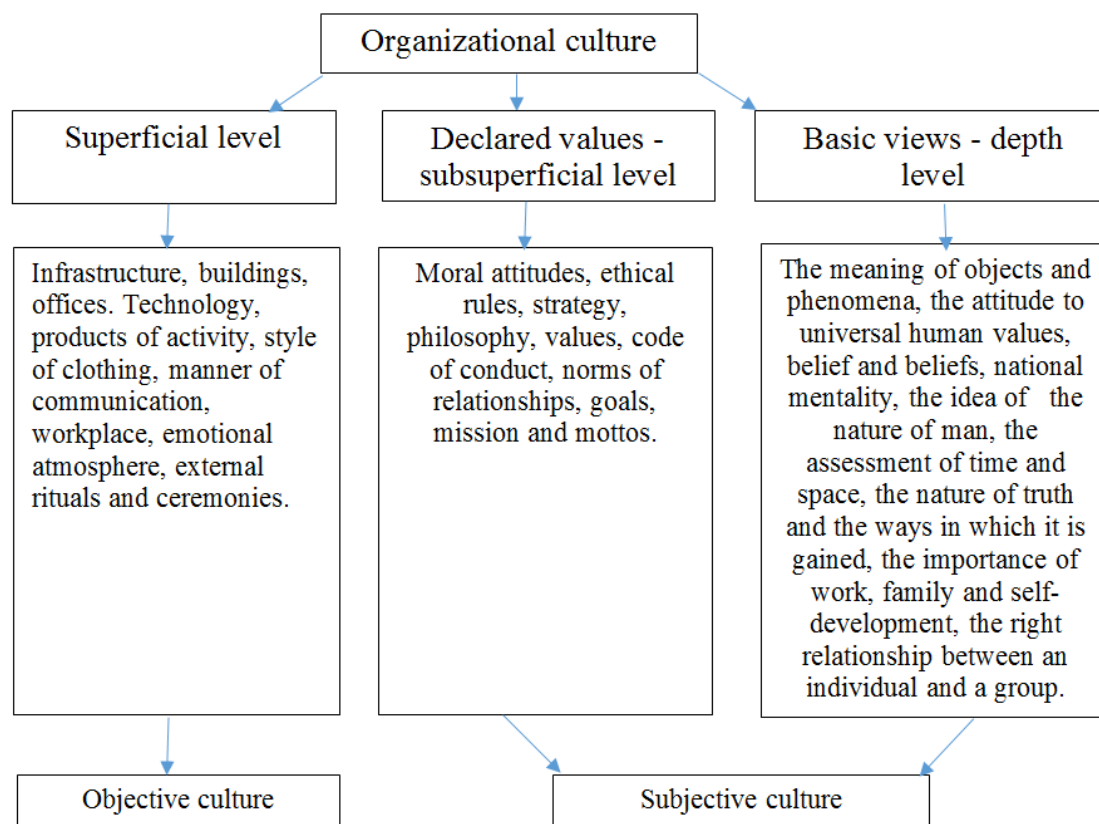 Organizational culture
Superficial level
Declared values -
subsuperficial level
Basic views - depth
level
Infrastructure, buildings,
offices. Technology,
products of activity, style
of clothing, manner of
communication,
workplace, emotional
atmosphere, external
rituals and ceremonies.
Moral attitudes, ethical
rules, strategy,
philosophy, values, code
of conduct, norms of
relationships, goals,
mission and mottos.
The meaning of objects and
phenomena, the attitude to
universal human values,
belief and beliefs, national
mentality, the idea of the
nature of man, the
assessment of time and
space, the nature of truth
and the ways in which it is
gained, the importance of
work, family and self-
development, the right
relationship between an
individual and a group.
Objective culture
Subjective culture